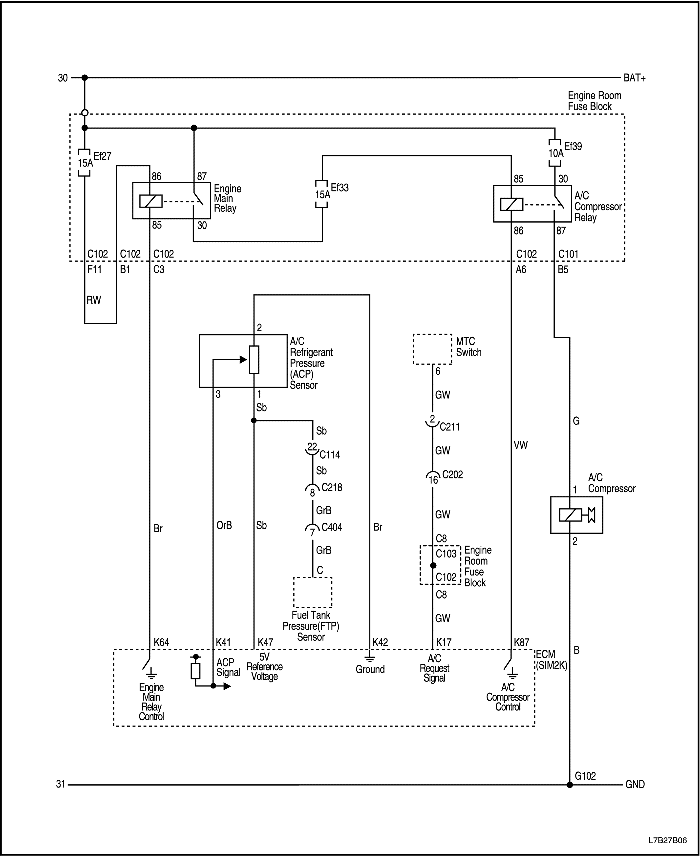 30
BAT+
Engine Room
Fuse Block
Ef27
15A
Ef39
10A
86
87
Engine
Main
Relay
85
30
Ef33
15A
85
30
A/C
Compressor
Relay
86
87
C102
C102
C102
C102
C101
F11
B1
C3
A6
B5
RW
2
A/C
Refrigerant
Pressure
(ACP)
Sensor
3
1
Sb
MTC
Switch
6
GW
2
C211
GW
16
C202
GW
C8
C103
C102
Engine
Room
Fuse
Block
C8
GW
Sb
22
C114
Sb
C218
8
GrB
C404
7
GrB
C
Fuel Tank
Pressure(FTP)
Sensor
VW
G
A/C
Compressor
1
2
Br
OrB
Sb
Br
B
K64
K41
K47
K42
K17
K87
ECM
(SIM2K)
Engine
Main
Relay
Control
ACP
Signal
5V
Reference
Voltage
Ground
A/C
Request
Signal
A/C
Compressor
Control
31
G102
GND
L7B27B06